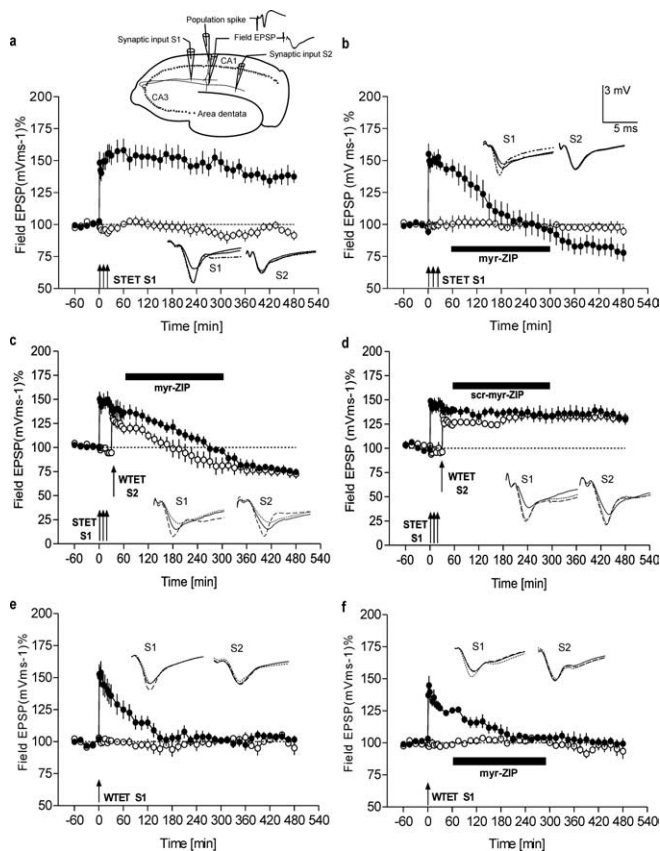 Population spike
a
Synaptic input S1
Field EPSP
Synaptic input S2
b
CA1
CA3
Area dentata
Field EPSP(mVms-1)%
200
175
150
125
100
75
50
STET S1
S1
S2
-60 0 60 120 180 240 300 360 420 480 540
Time [min]
3 mV
5 ms
Field EPSP(mV ms-1)%
200
175
150
125
100
75
50
S1
S2
myr-ZIP
STET S1
-60 0 60 120 180 240 300 360 420 480 540
Time [min]
c
Field EPSP(mVms-1)%
200
175
150
125
100
75
50
25
0
myr-ZIP
WTET
S2
STET
S1
S1
S2
-60 0 60 120 180 240 300 360 420 480 540
Time [min]
d
Field EPSP (mVms-1)%
200
175
150
125
100
75
50
25
0
scr-myr-ZIP
WTET
S2
STET
S1
S1
S2
-60 0 60 120 180 240 300 360 420 480 540
Time [min]
e
Field EPSP(mVms-1)%
200
175
150
125
100
75
50
S1
S2
WTET S1
-60 0 60 120 180 240 300 360 420 480 540
Time [min]
f
Field EPSP(mVms-1)%
200
175
150
125
100
75
50
S1
S2
myr-ZIP
WTET S1
-60 0 60 120 180 240 300 360 420 480 540
Time [min]